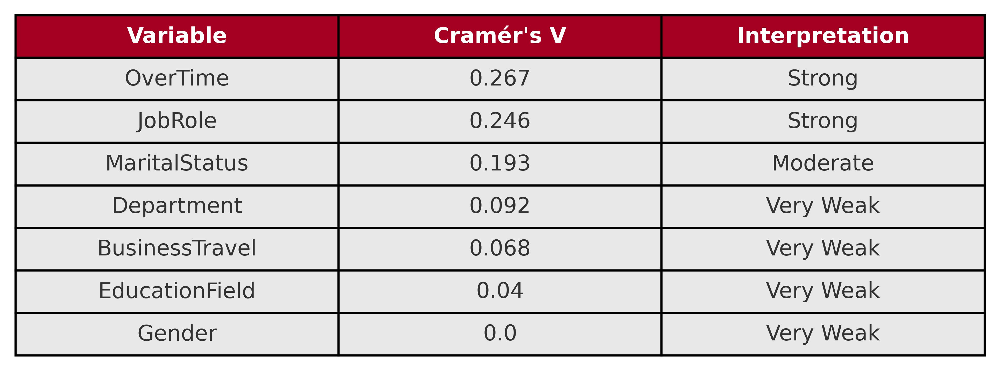 Variable Cramér's V Interpretation
OverTime 0.267 Strong
JobRole 0.246 Strong
MaritalStatus 0.193 Moderate
Department 0.092 Very Weak
BusinessTravel 0.068 Very Weak
EducationField 0.04 Very Weak
Gender 0.0 Very Weak